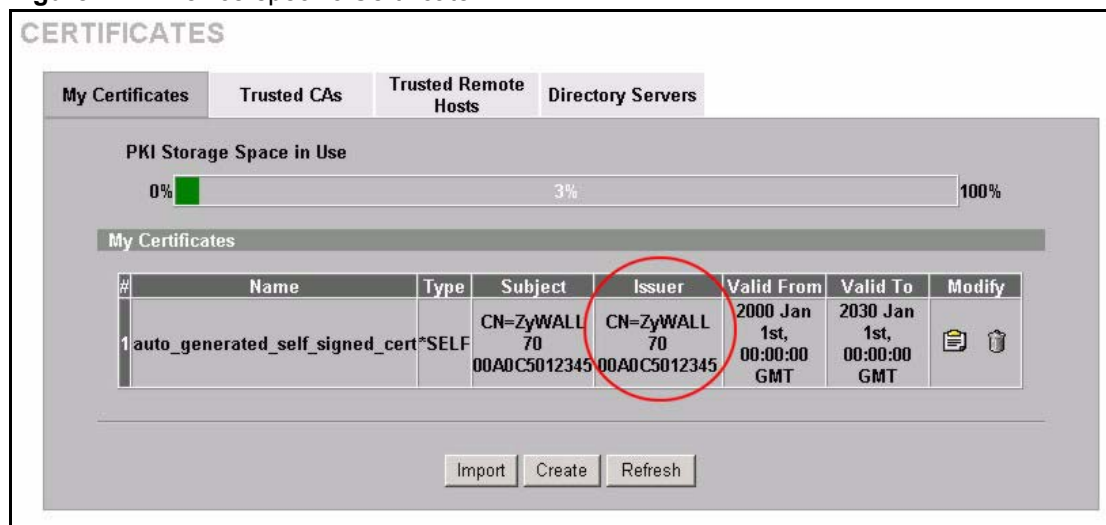 CERTIFICATES
My Certificates
Trusted CAs
Trusted Remote
Hosts
Directory Servers
PKI Storage Space in Use
0%
3%
100%
My Certificates
# Name Type Subject Issuer Valid From Valid To Modify
1 auto_generated_self_signed_cert *SELF
CN=ZyWALL
70
00A0C5012345
CN=ZyWALL
70
00A0C5012345
2000 Jan
1st,
00:00:00
GMT
2030 Jan
1st,
00:00:00
GMT
Import
Create
Refresh